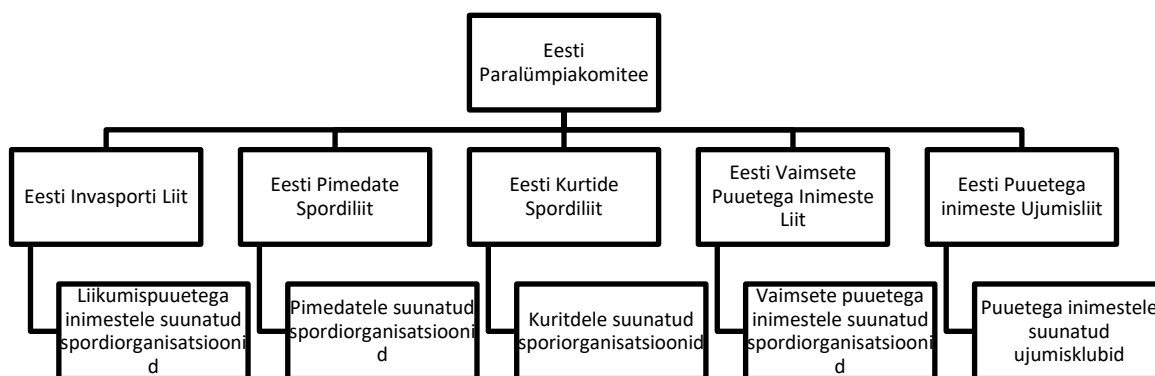 Eesti
Paralümpiakomitee
Eesti Invasporti Liit
Eesti Pimedate
Spordiliit
Eesti Kurtide
Spordiliit
Eesti Vaimsete
Puuetega Inimeste
Liit
Eesti Puuetega
inimeste Ujumisliit
Liikumispuuetega
inimestele suunatud
spordiorganisatsiooni
d
Pimedatele suunatud
spordiorganisatsiooni
d
Kuritdele suunatud
sporiorganisatsioonid
Vaimsete puuetega
inimestele suunatud
spordiorganisatsiooni
d
Puuetega inimestele
suunatud
ujumisklubid